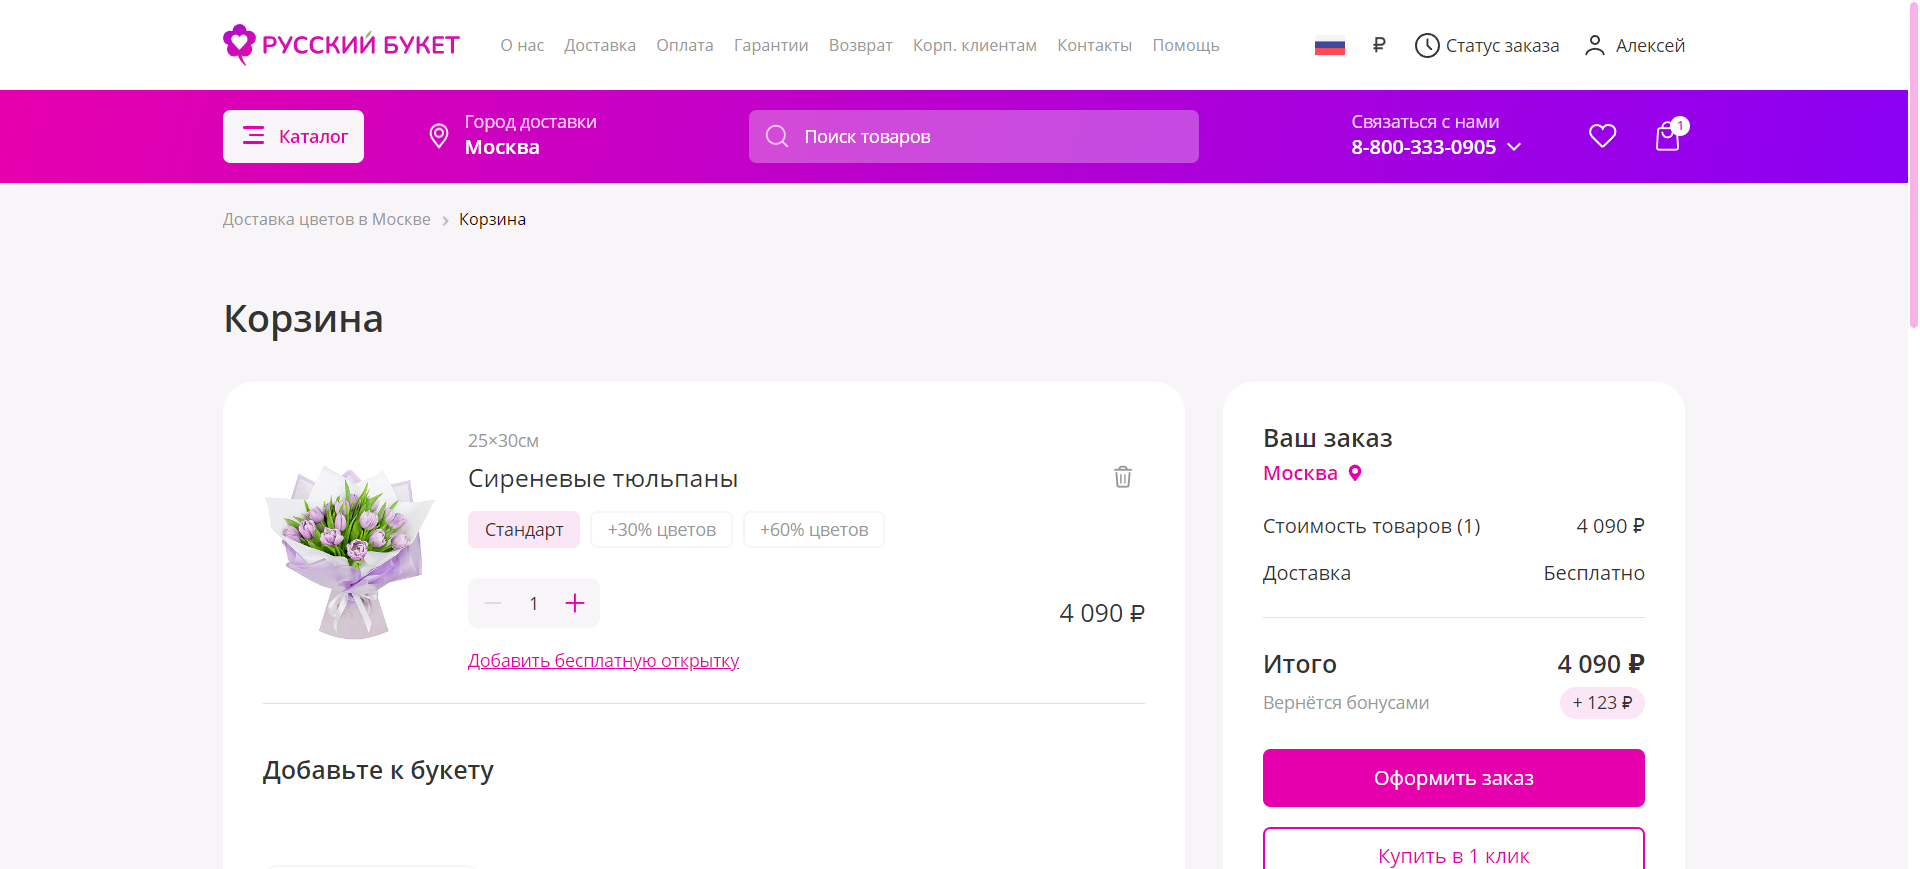 РУССКИЙ БУКЕТ
О нас Доставка Оплата Гарантии Возврат Корп. клиентам Контакты Помощь
₽ Статус заказа Алексей
Каталог
Город доставки
Москва
Поиск товаров
Связаться с нами
8-800-333-0905
1
Доставка цветов в Москве > Корзина
Корзина
25×30см
Сиреневые тюльпаны
Стандарт +30% цветов +60% цветов
1
4 090 ₽
Добавить бесплатную открытку
Добавьте к букету
Ваш заказ
Москва
Стоимость товаров (1) 4 090 ₽
Доставка Бесплатно
Итого 4 090 ₽
Вернётся бонусами + 123 ₽
Оформить заказ
Купить в 1 клик